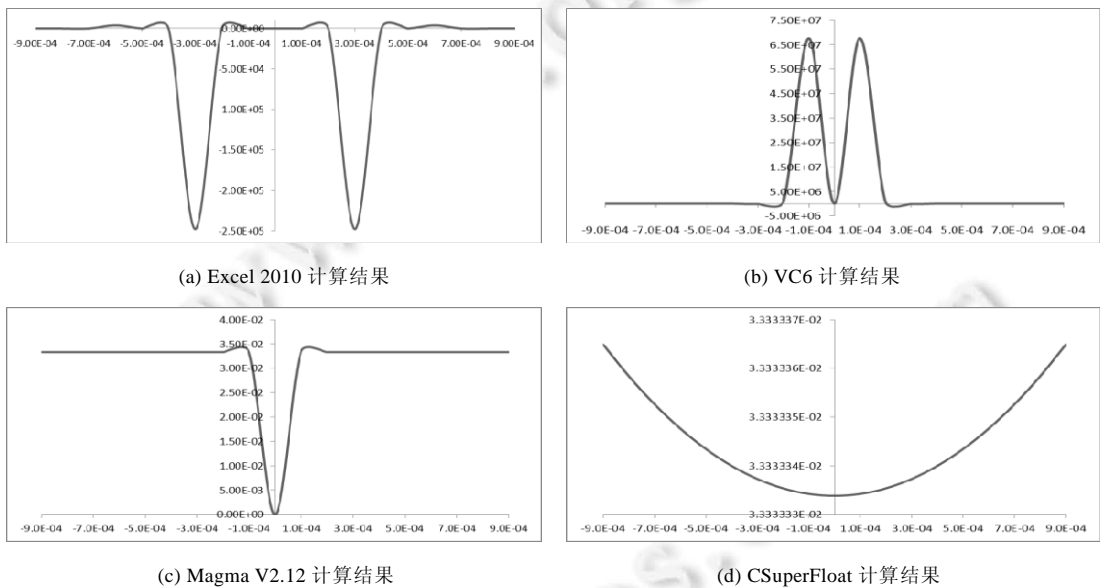 0.00E+00
-9.00E-04 -7.00E-04 -5.00E-04 -3.00E-04 -1.00E-04 1.00E-04 3.00E-04 5.00E-04 7.00E-04 9.00E-04
-5.00E+04
-1.00E+05
-1.50E+05
-2.00E+05
-2.50E+05
(a) Excel 2010 计算结果
7.50E+07
6.50E+07
5.50E+07
4.50E+07
3.50E+07
2.50E+07
1.50E+07
5.00E+06
-5.00E+06
-9.0E-04 -7.0E-04 -5.0E-04 -3.0E-04 -1.0E-04 1.0E-04 3.0E-04 5.0E-04 7.0E-04 9.0E-04
(b) VC6 计算结果
4.00E-02
3.50E-02
3.00E-02
2.50E-02
2.00E-02
1.50E-02
1.00E-02
5.00E-03
0.00E+00
-9.0E-04 -7.0E-04 -5.0E-04 -3.0E-04 -1.0E-04 1.0E-04 3.0E-04 5.0E-04 7.0E-04 9.0E-04
(c) Magma V2.12 计算结果
3.333337E-02
3.333336E-02
3.333335E-02
3.333334E-02
3.333333E-02
-9.0E-04 -7.0E-04 -5.0E-04 -3.0E-04 -1.0E-04 1.0E-04 3.0E-04 5.0E-04 7.0E-04 9.0E-04
(d) CSuperFloat 计算结果